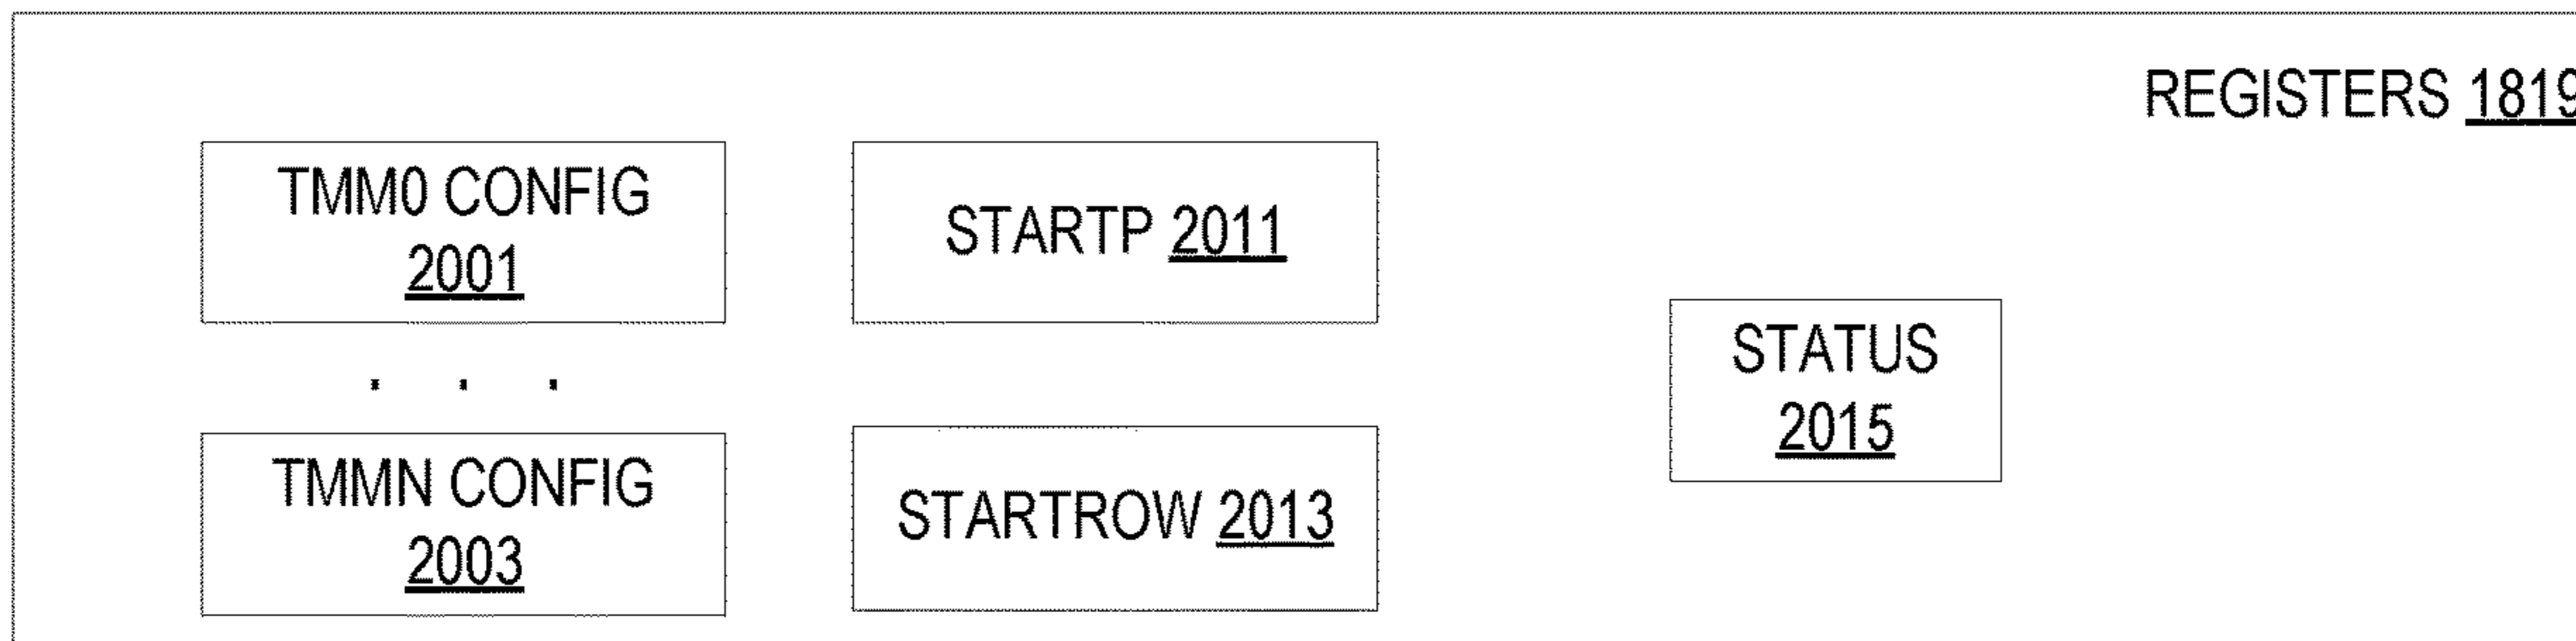 REGISTERS 1819
TMM0 CONFIG
2001
STARTP 2011
STATUS
2015
. . .
TMMN CONFIG
2003
STARTROW 2013